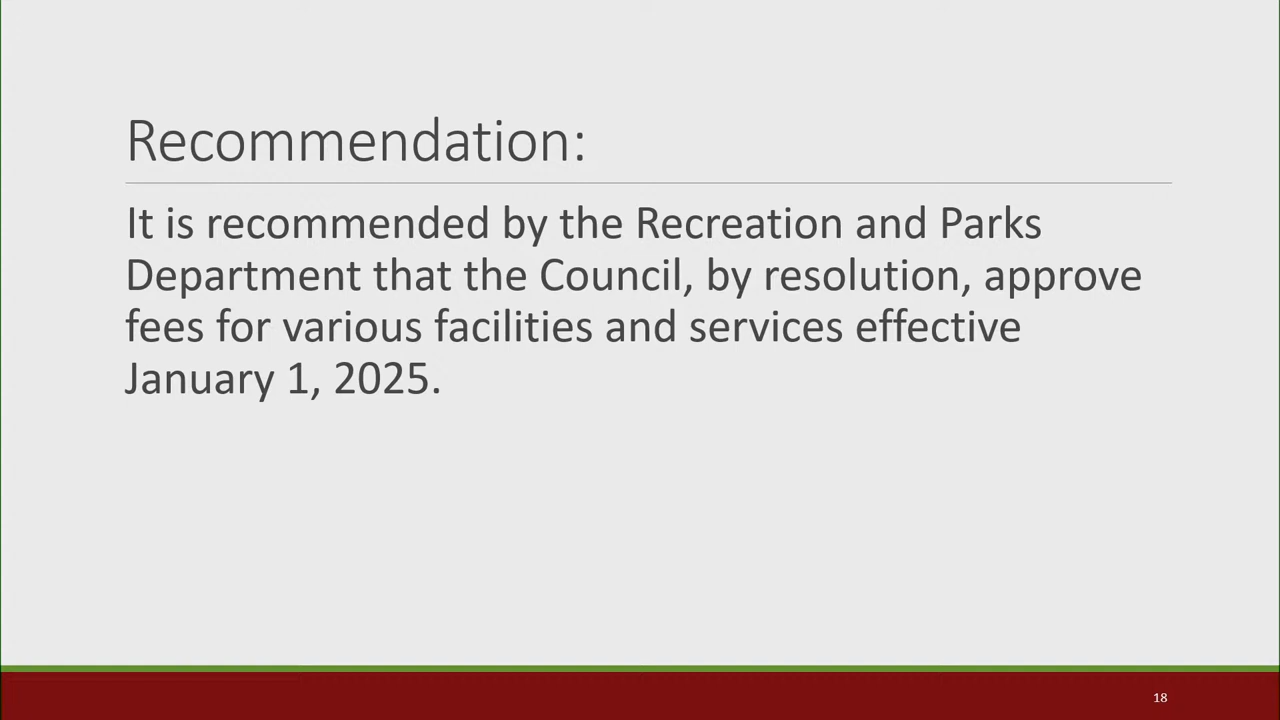 Recommendation:
It is recommended by the Recreation and Parks
Department that the Council, by resolution, approve
fees for various facilities and services effective
January 1, 2025.
18